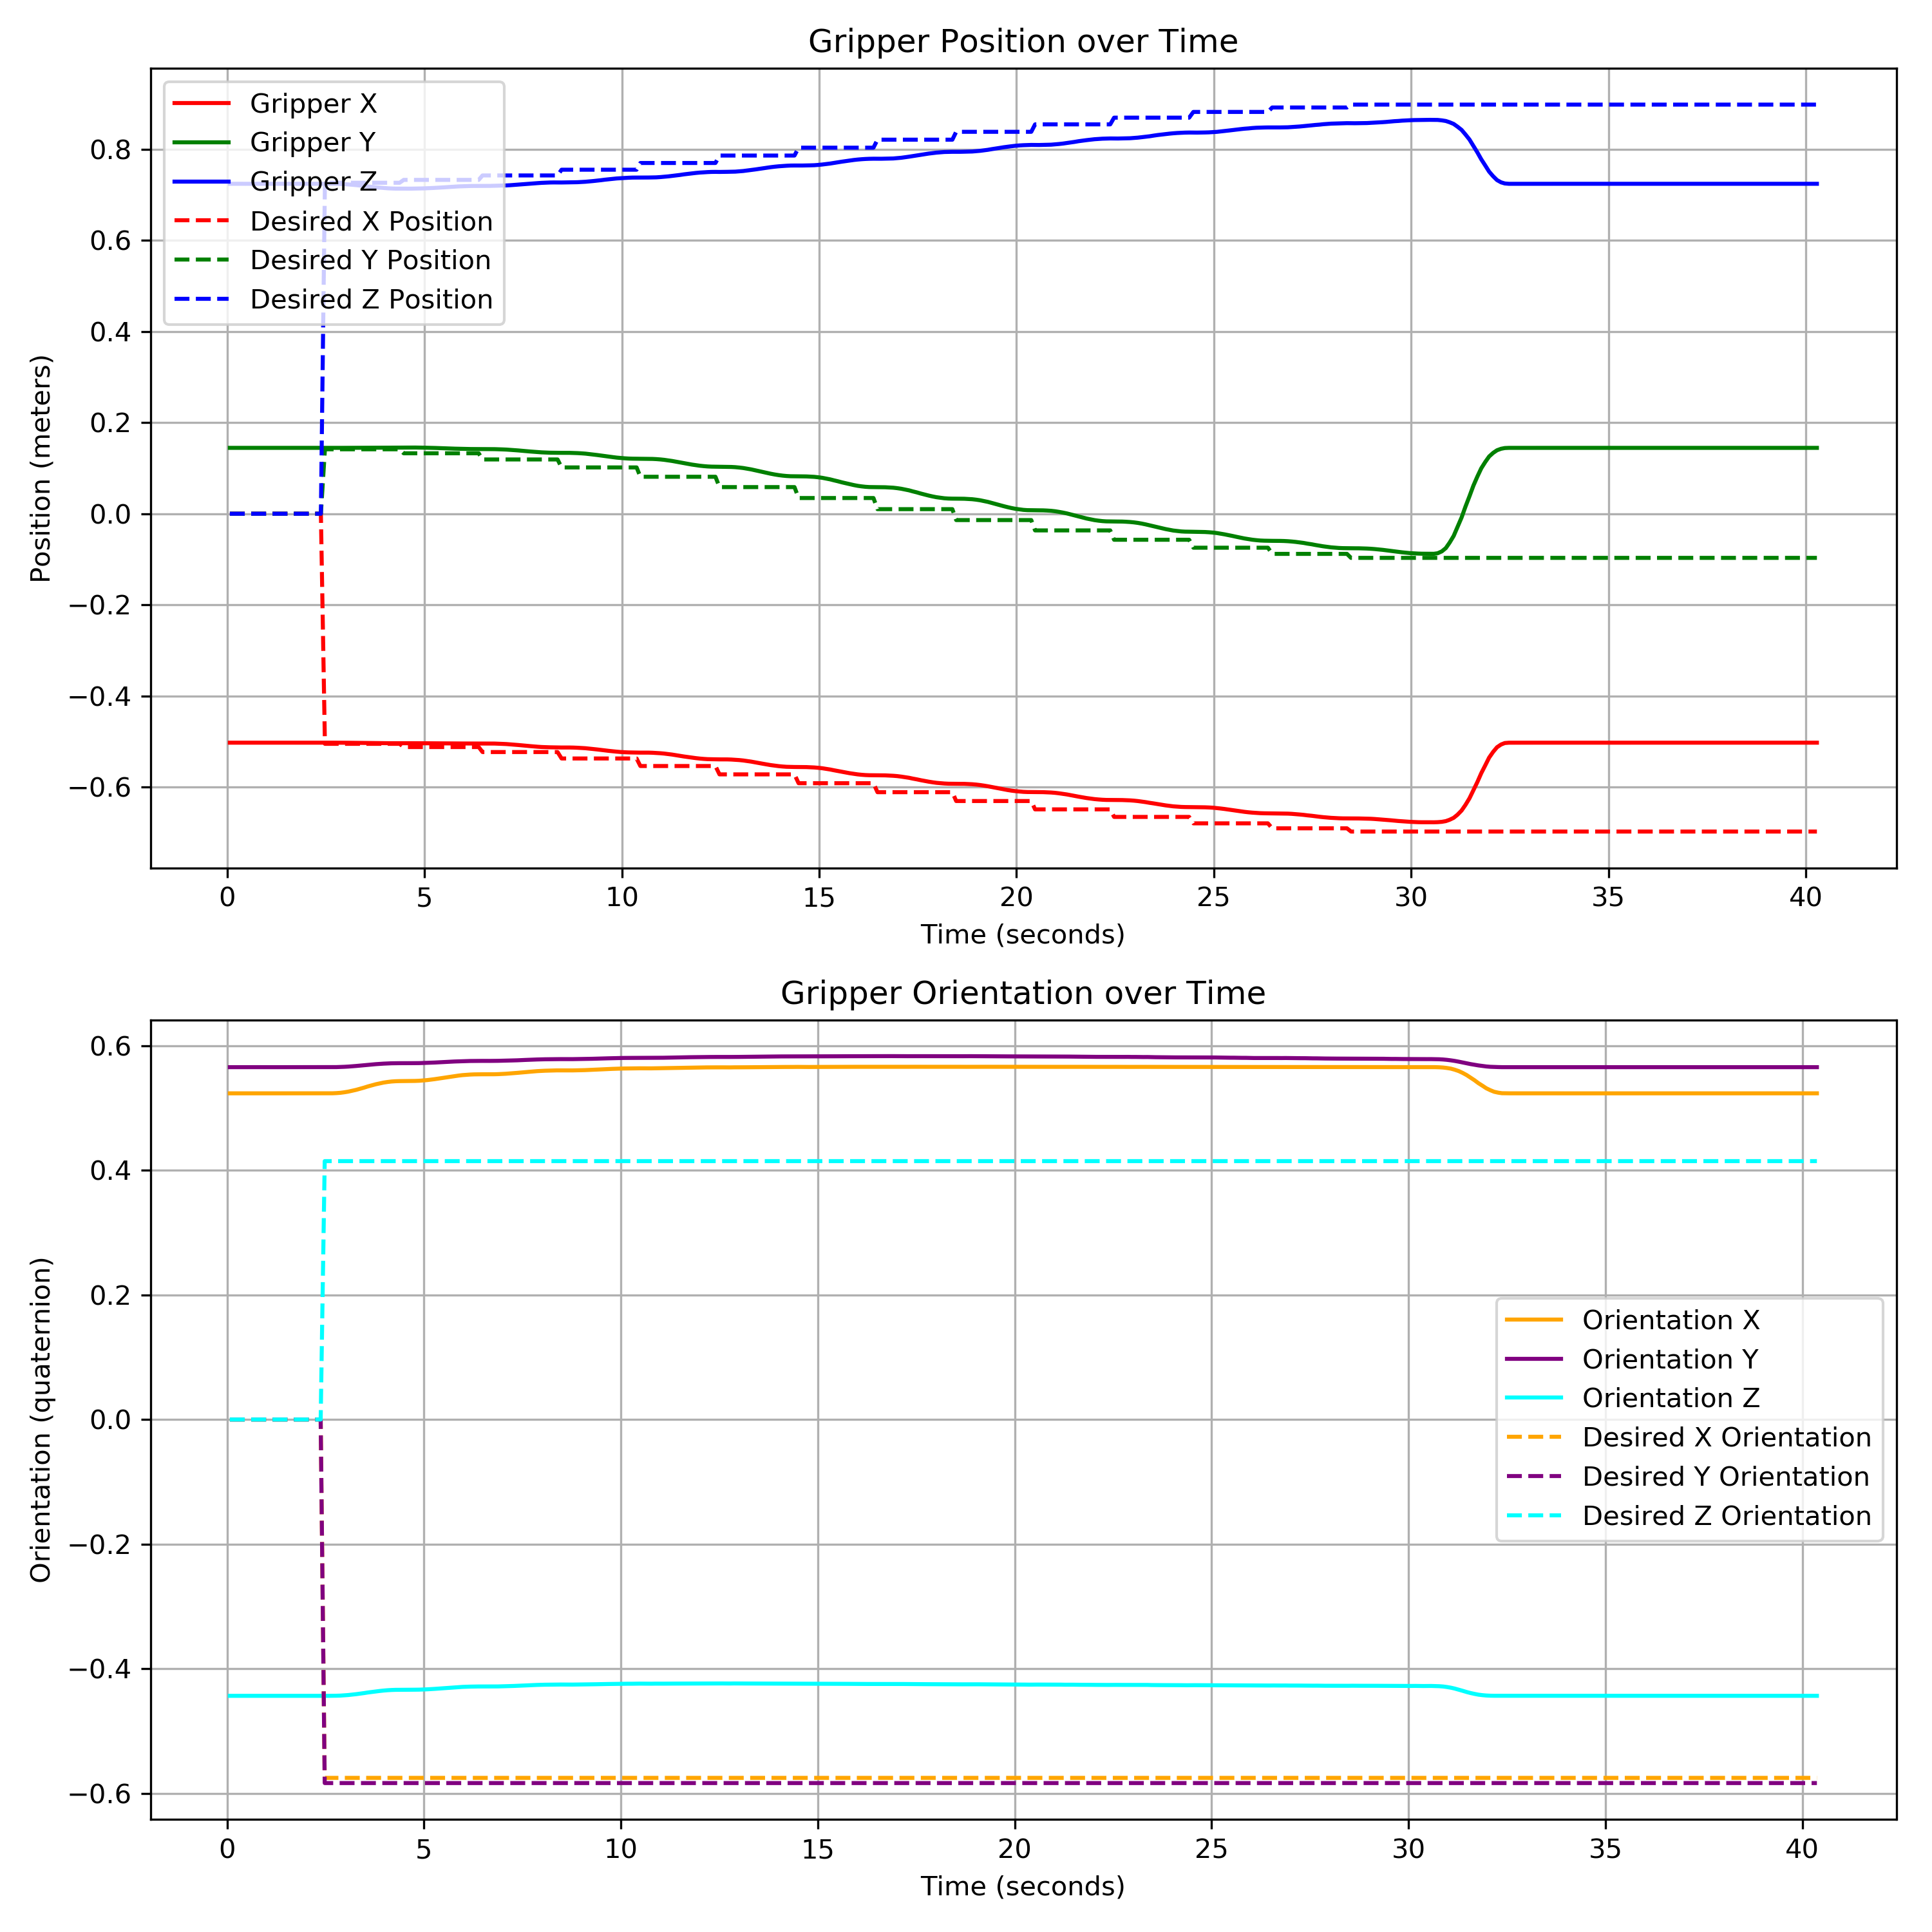 Gripper Position over Time
Gripper X
Gripper Y
Gripper Z
Desired X Position
Desired Y Position
Desired Z Position
0.8
0.6
0.4
0.2
0.0
−0.2
−0.4
−0.6
Position (meters)
0 5 10 15 20 25 30 35 40
Time (seconds)
Gripper Orientation over Time
0.6
0.4
0.2
0.0
−0.2
−0.4
−0.6
Orientation (quaternion)
Orientation X
Orientation Y
Orientation Z
Desired X Orientation
Desired Y Orientation
Desired Z Orientation
0 5 10 15 20 25 30 35 40
Time (seconds)